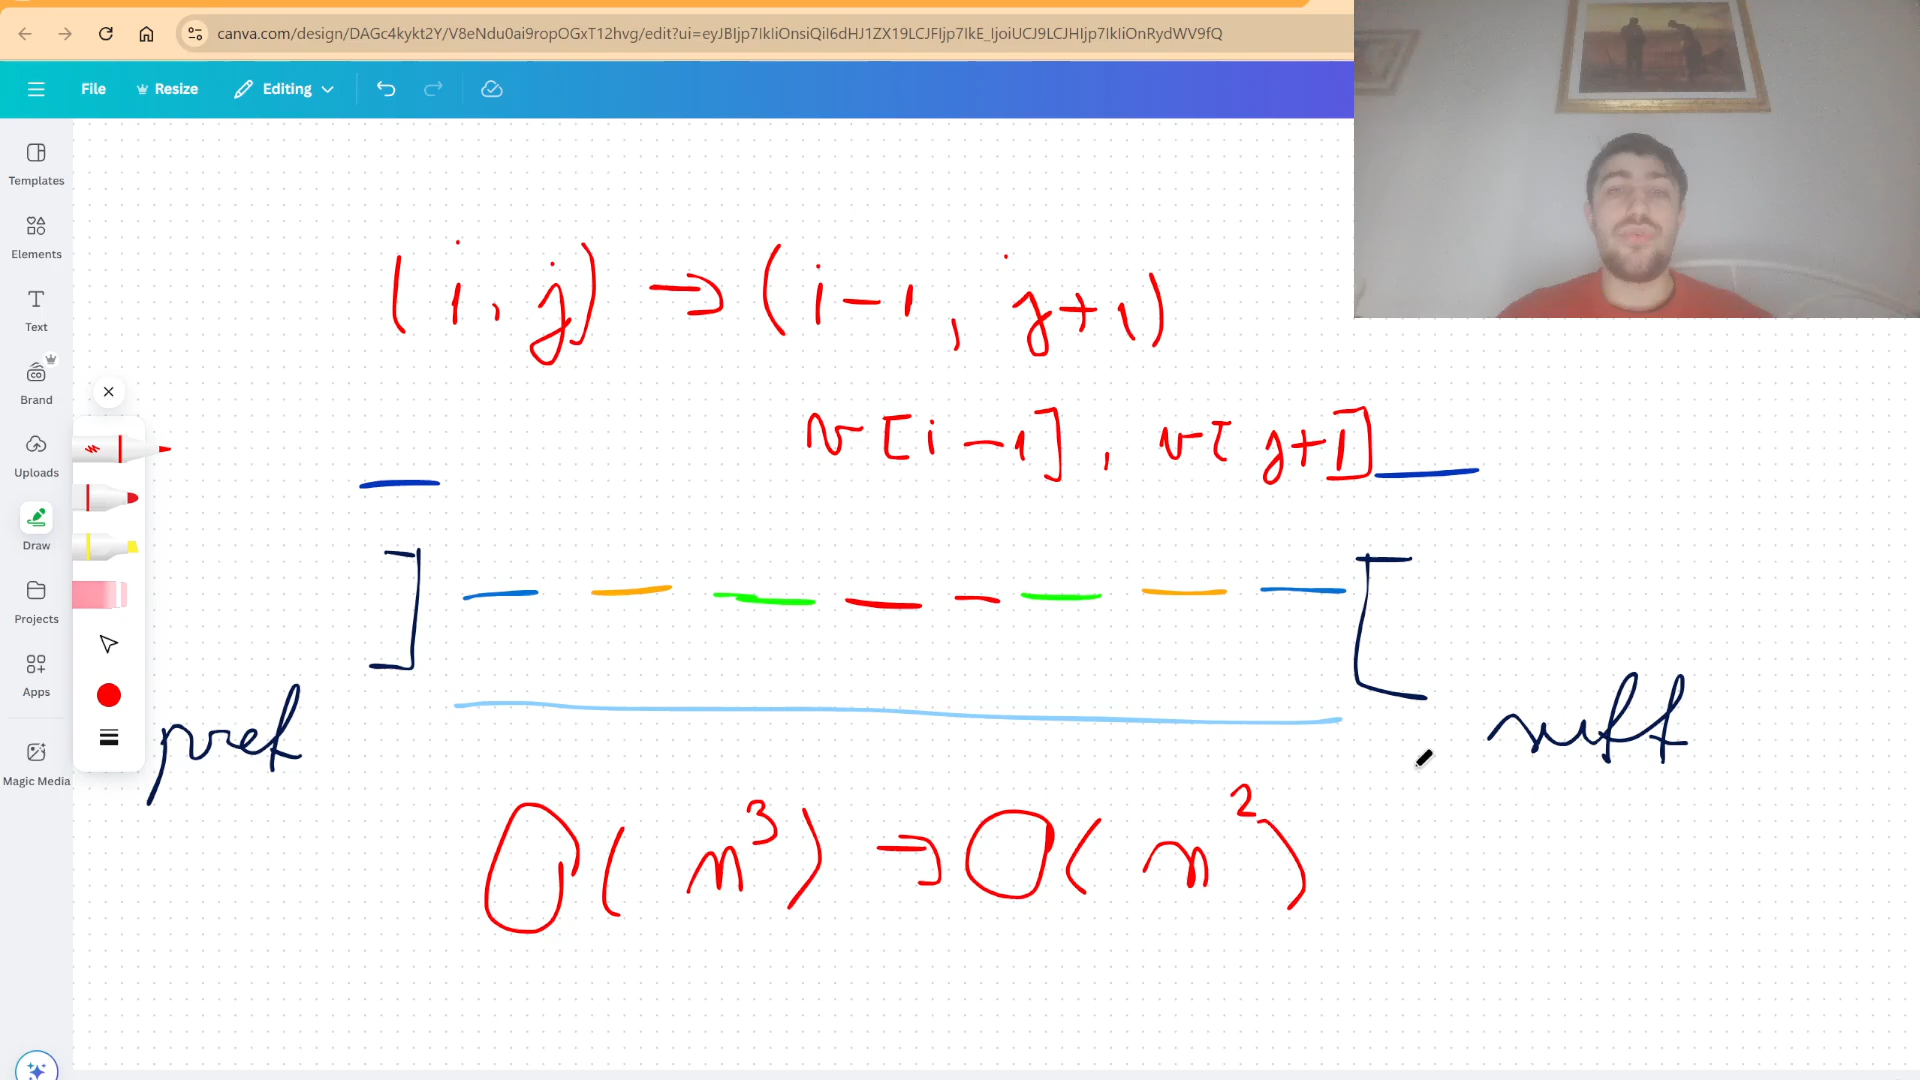 canva.com/design/DAGc4kykt2Y/V8eNdu0ai9ropOGxT12hvg/edit?ui=eyJBIjp7IkIiOnsiQiI6dHJ1ZX19LCJFIjp7IkE_IjoiUCJ9LCJHIjp7IkIiOnRydWV9fQ
File Resize Editing
Templates
Elements
Text
Brand
Uploads
Draw
Projects
Apps
Magic Media
(i, j) ⇒ (i-1, j+1)
v[i-1], v[j+1]
pref
suff
O(n³) ⇒ O(n²)